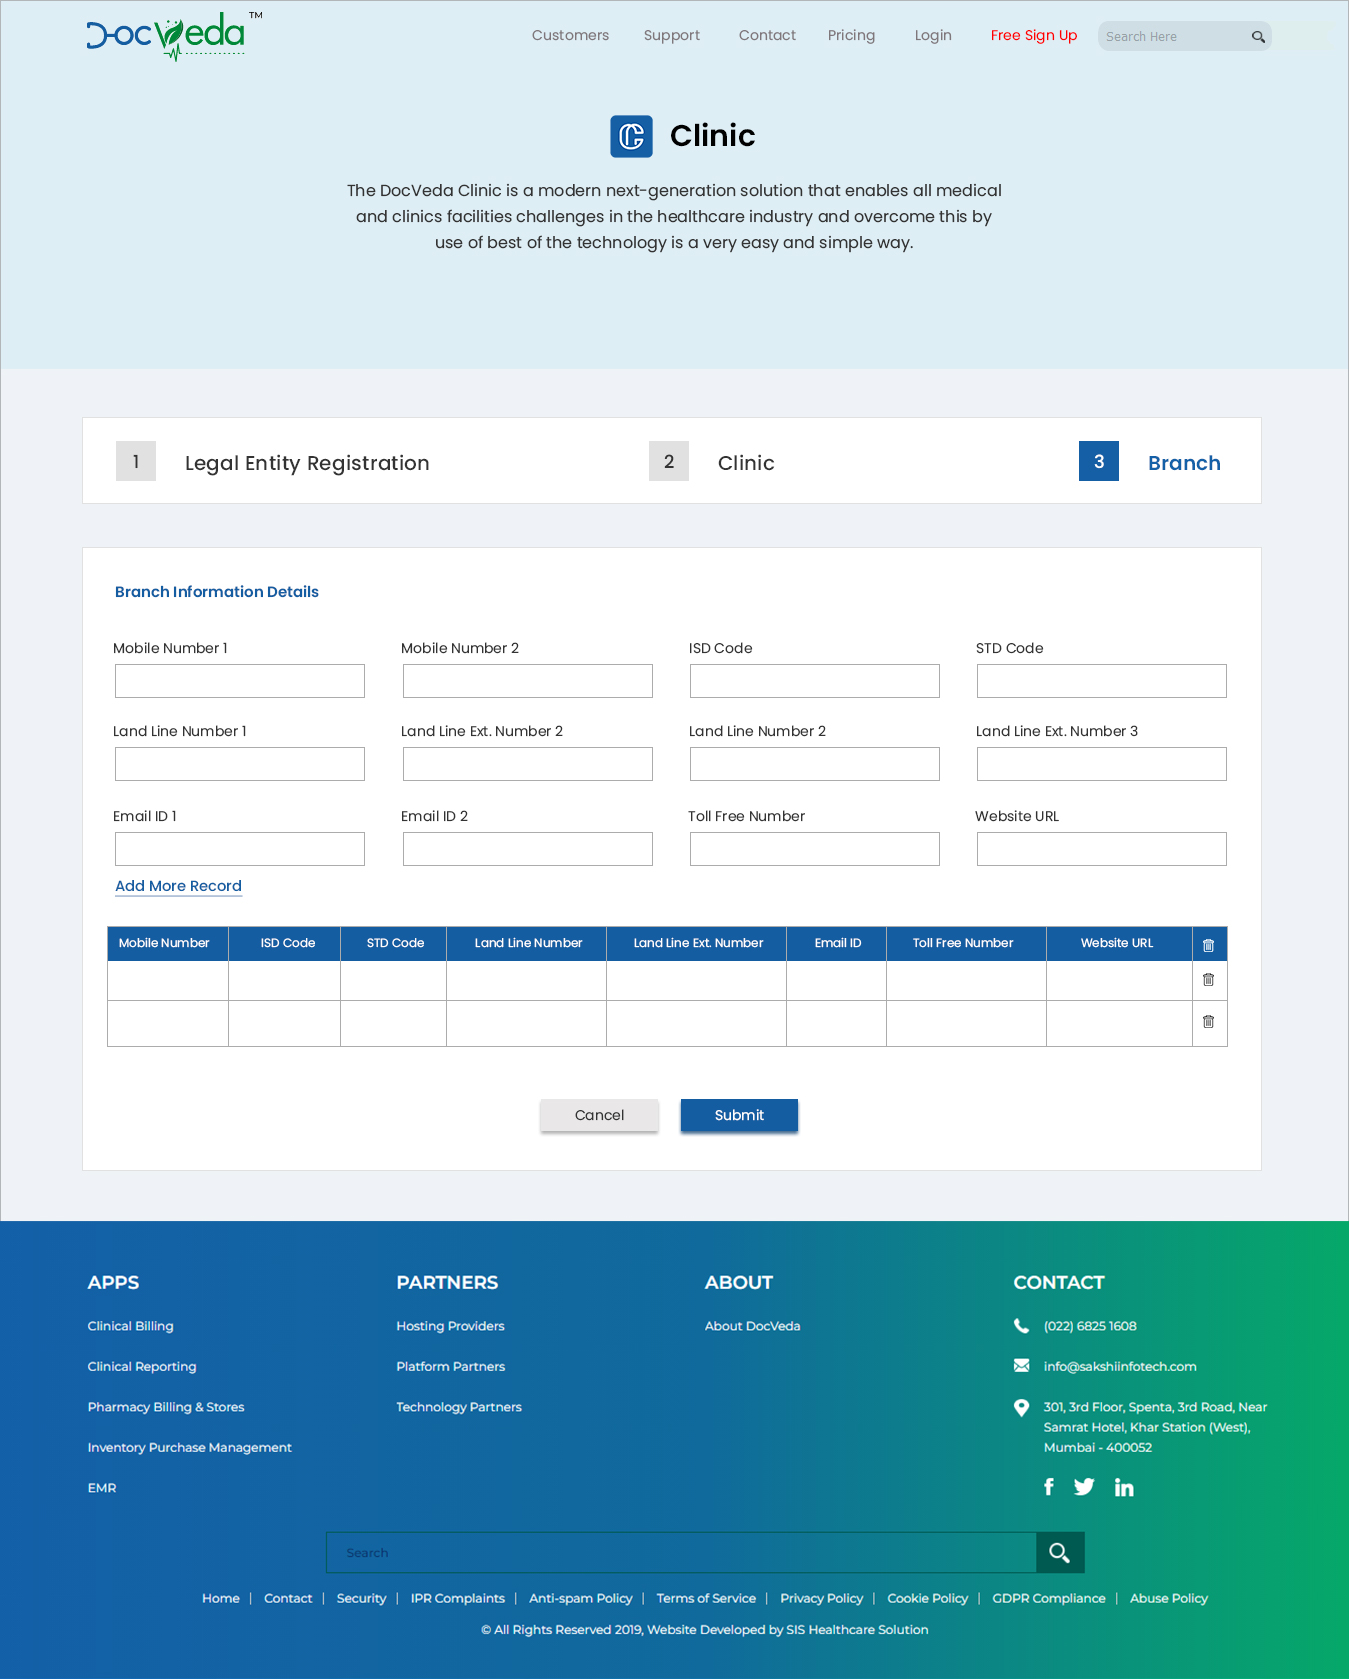 DocVeda™
Customers Support Contact Pricing Login Free Sign Up Search Here
Clinic
The DocVeda Clinic is a modern next-generation solution that enables all medical
and clinics facilities challenges in the healthcare industry and overcome this by
use of best of the technology is a very easy and simple way.
1 Legal Entity Registration 2 Clinic 3 Branch
Branch Information Details
Mobile Number 1 Mobile Number 2 ISD Code STD Code
Land Line Number 1 Land Line Ext. Number 2 Land Line Number 2 Land Line Ext. Number 3
Email ID 1 Email ID 2 Toll Free Number Website URL
Add More Record
Mobile Number ISD Code STD Code Land Line Number Land Line Ext. Number Email ID Toll Free Number Website URL
Cancel Submit
APPS
Clinical Billing
Clinical Reporting
Pharmacy Billing & Stores
Inventory Purchase Management
EMR
PARTNERS
Hosting Providers
Platform Partners
Technology Partners
ABOUT
About DocVeda
CONTACT
(022) 6825 1608
info@sakshiinfotech.com
301, 3rd Floor, Spenta, 3rd Road, Near
Samrat Hotel, Khar Station (West),
Mumbai - 400052
Search
Home | Contact | Security | IPR Complaints | Anti-spam Policy | Terms of Service | Privacy Policy | Cookie Policy | GDPR Compliance | Abuse Policy
© All Rights Reserved 2019, Website Developed by SIS Healthcare Solution